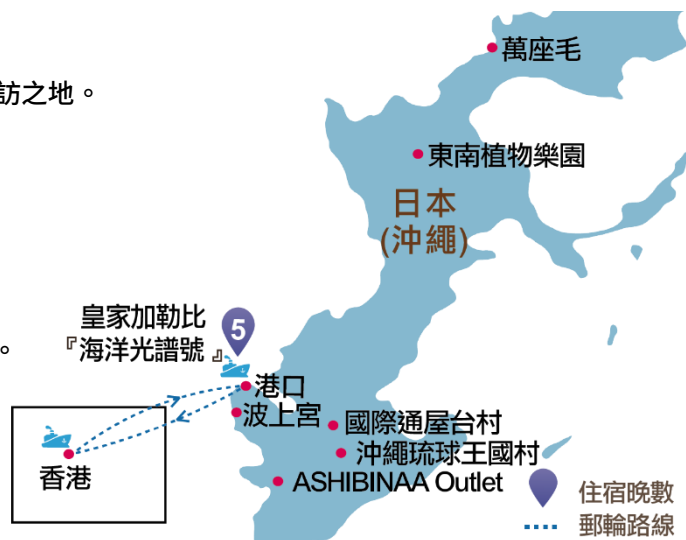 萬座毛
訪之地。
東南植物樂園
日本
(沖繩)
皇家加勒比
『海洋光譜號』
5
。
港口
波上宮
國際通屋台村
沖繩琉球王國村
ASHIBINAA Outlet
香港
住宿晚數
郵輪路線